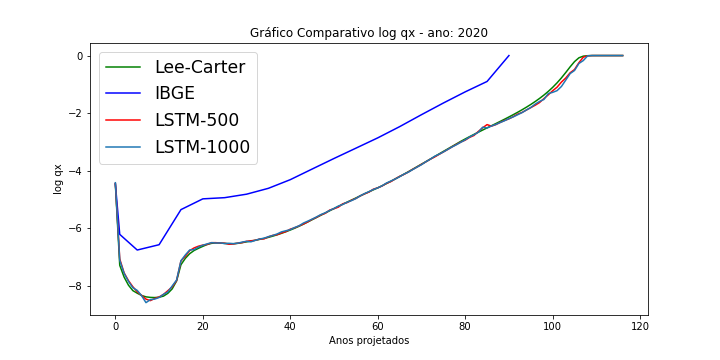 Gráfico Comparativo log qx - ano: 2020
Lee-Carter
IBGE
LSTM-500
LSTM-1000
log qx
0
−2
−4
−6
−8
0 20 40 60 80 100 120
Anos projetados